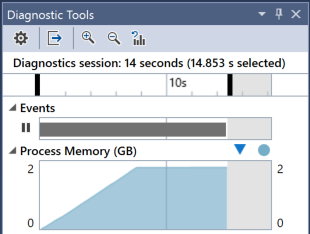 Diagnostic Tools
Diagnostics session: 14 seconds (14.853 s selected)
10s
Events
Process Memory (GB)
2 2
0 0